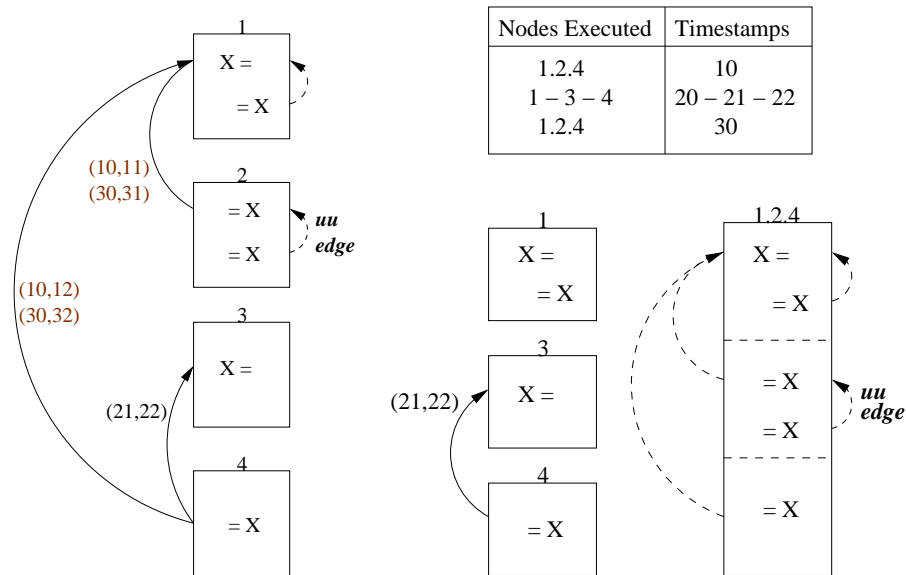 1
X =
= X
(10,11)
(30,31)
2
= X
= X
uu
edge
(10,12)
(30,32)
3
X =
(21,22)
4
= X
Nodes Executed Timestamps
1.2.4 10
1 – 3 – 4 20 – 21 – 22
1.2.4 30
1
X =
= X
3
X =
(21,22)
4
= X
1.2.4
X =
= X
= X
= X
uu
edge
= X